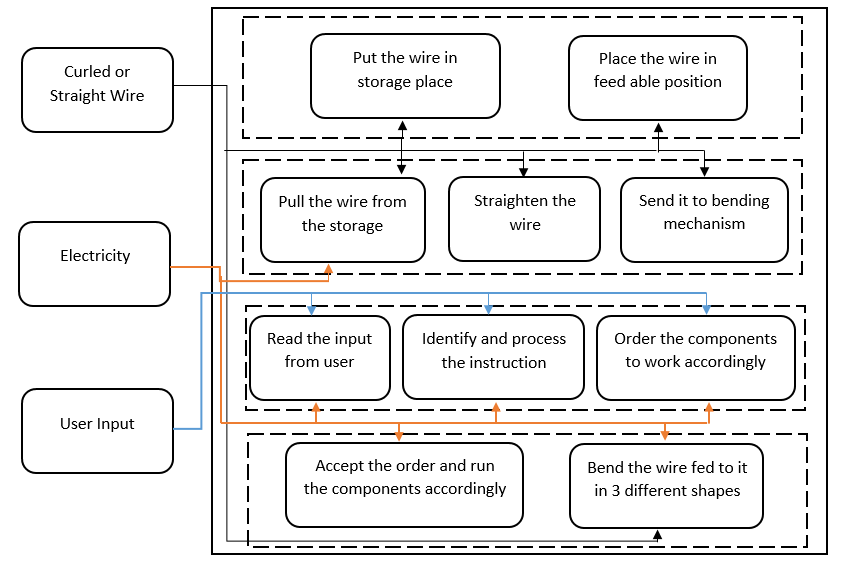 Curled or
Straight Wire
Put the wire in
storage place
Place the wire in
feed able position
Pull the wire from
the storage
Straighten the
wire
Send it to bending
mechanism
Electricity
Read the input
from user
Identify and process
the instruction
Order the components
to work accordingly
User Input
Accept the order and run
the components accordingly
Bend the wire fed to it
in 3 different shapes